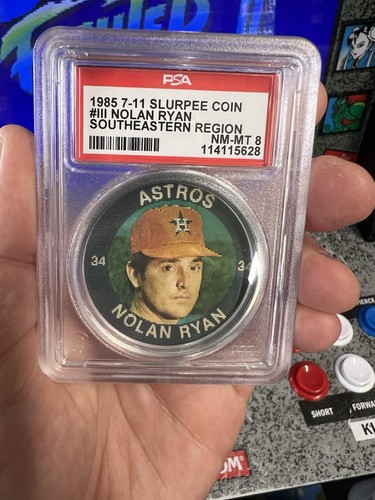 PSA
1985 7-11 SLURPEE COIN
#III NOLAN RYAN
SOUTHEASTERN REGION
NM-MT 8
114115628
ASTROS
34
NOLAN RYAN
SHORT